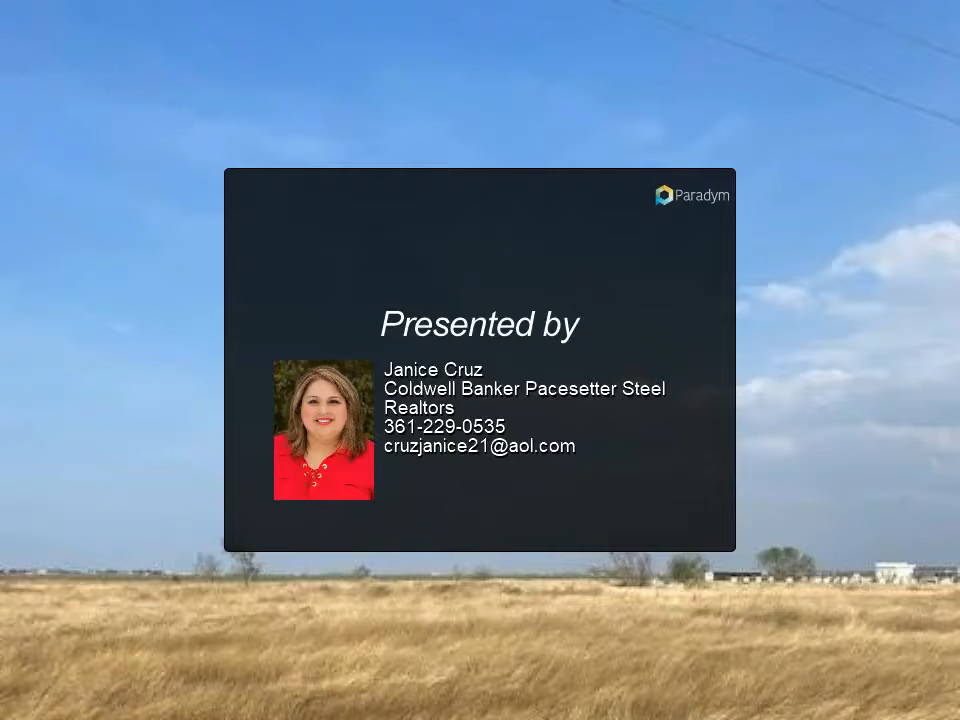 Paradym
Presented by
Janice Cruz
Coldwell Banker Pacesetter Steel
Realtors
361-229-0535
cruzjanice21@aol.com